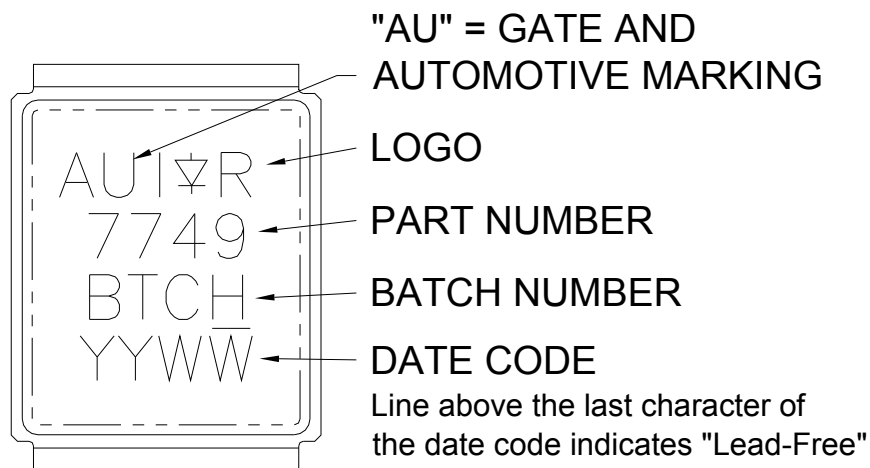 "AU" = GATE AND
AUTOMOTIVE MARKING
AUI R
LOGO
7749
PART NUMBER
BTCH
BATCH NUMBER
YYWW̅
DATE CODE
Line above the last character of
the date code indicates "Lead-Free"